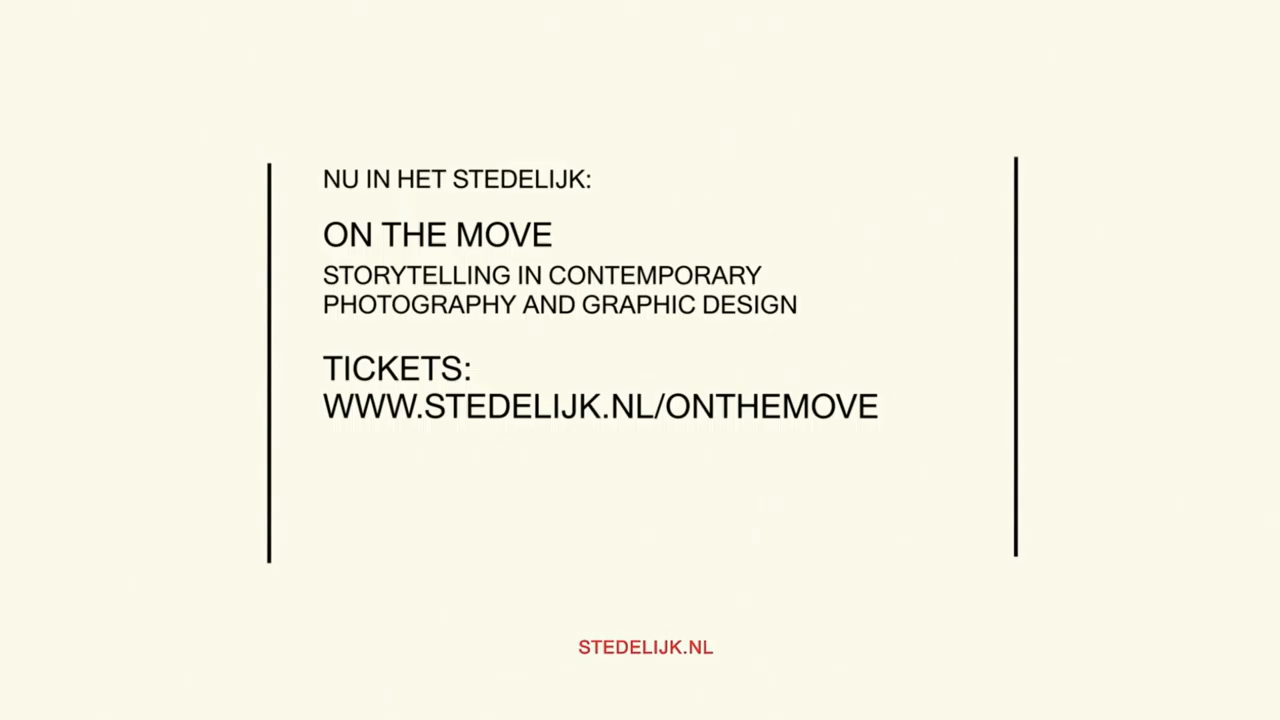 NU IN HET STEDELIJK:
ON THE MOVE
STORYTELLING IN CONTEMPORARY
PHOTOGRAPHY AND GRAPHIC DESIGN
TICKETS:
WWW.STEDELIJK.NL/ONTHEMOVE
STEDELIJK.NL